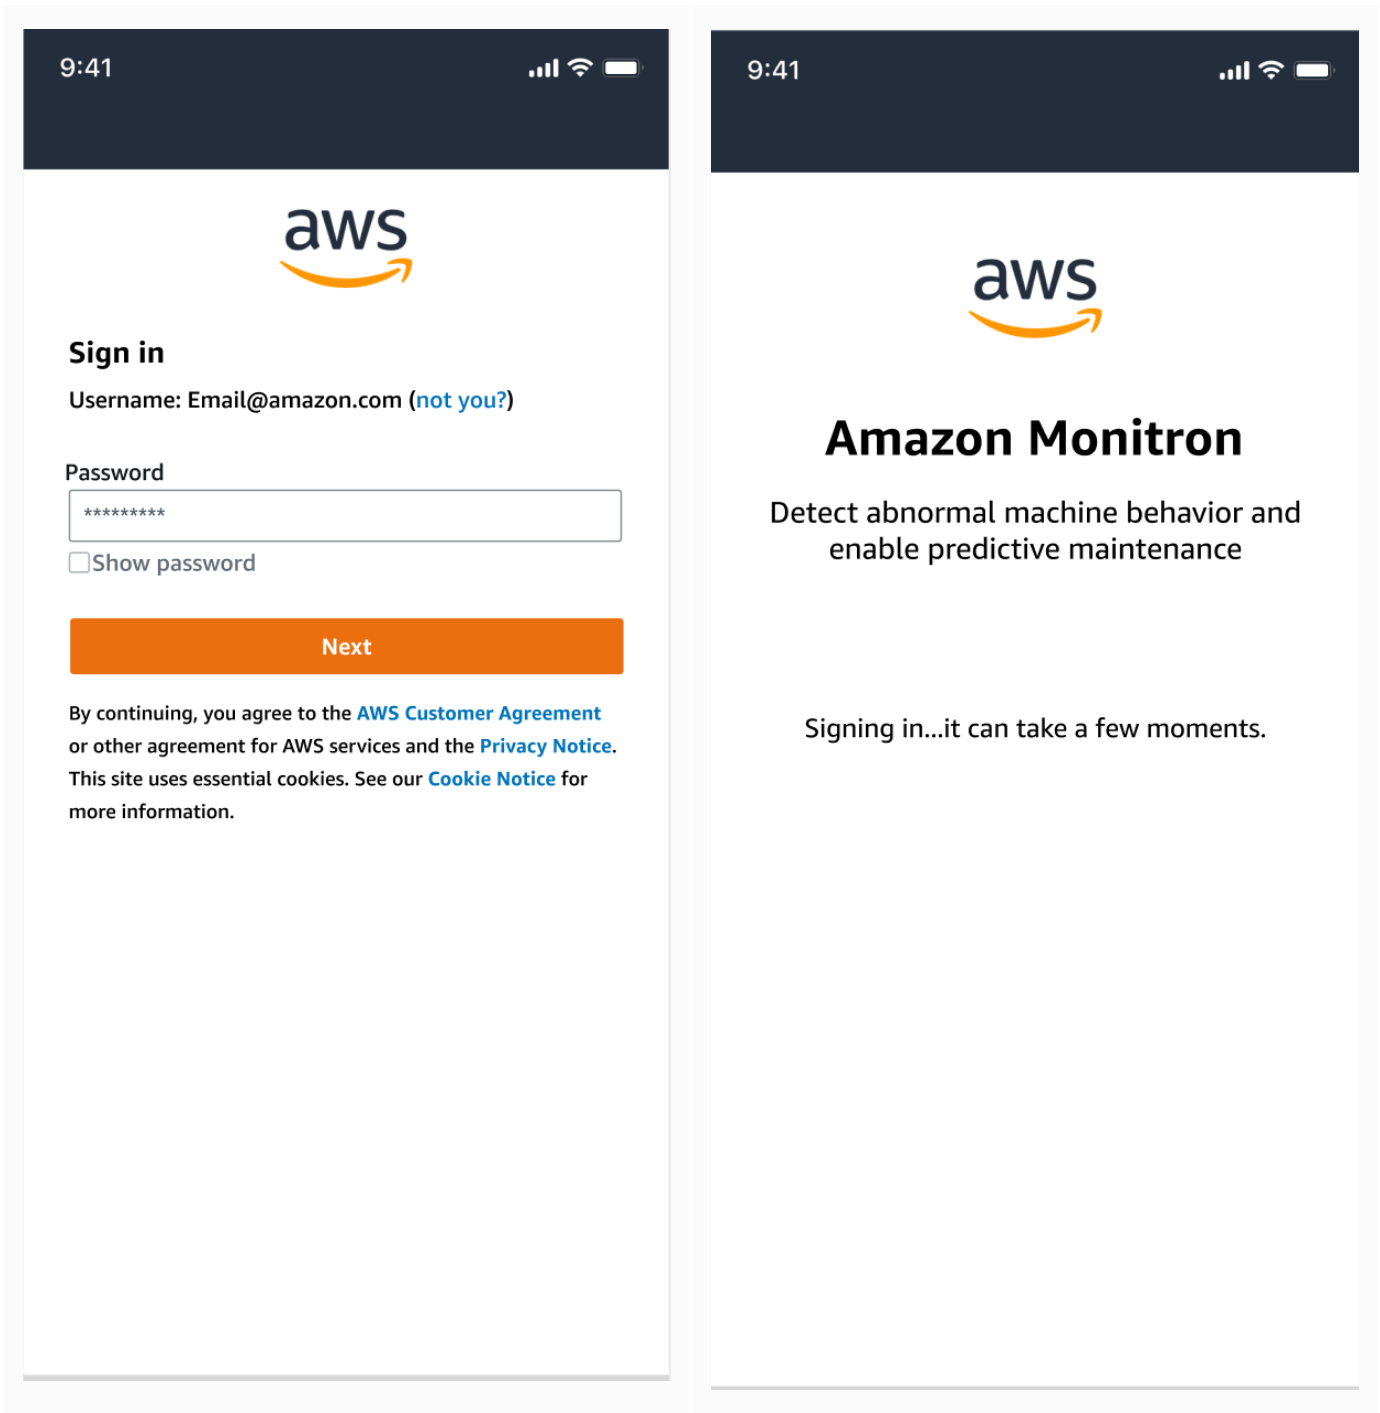 9:41
aws
Sign in
Username: Email@amazon.com (not you?)
Password
*********
Show password
Next
By continuing, you agree to the AWS Customer Agreement
or other agreement for AWS services and the Privacy Notice.
This site uses essential cookies. See our Cookie Notice for
more information.
9:41
aws
Amazon Monitron
Detect abnormal machine behavior and
enable predictive maintenance
Signing in...it can take a few moments.